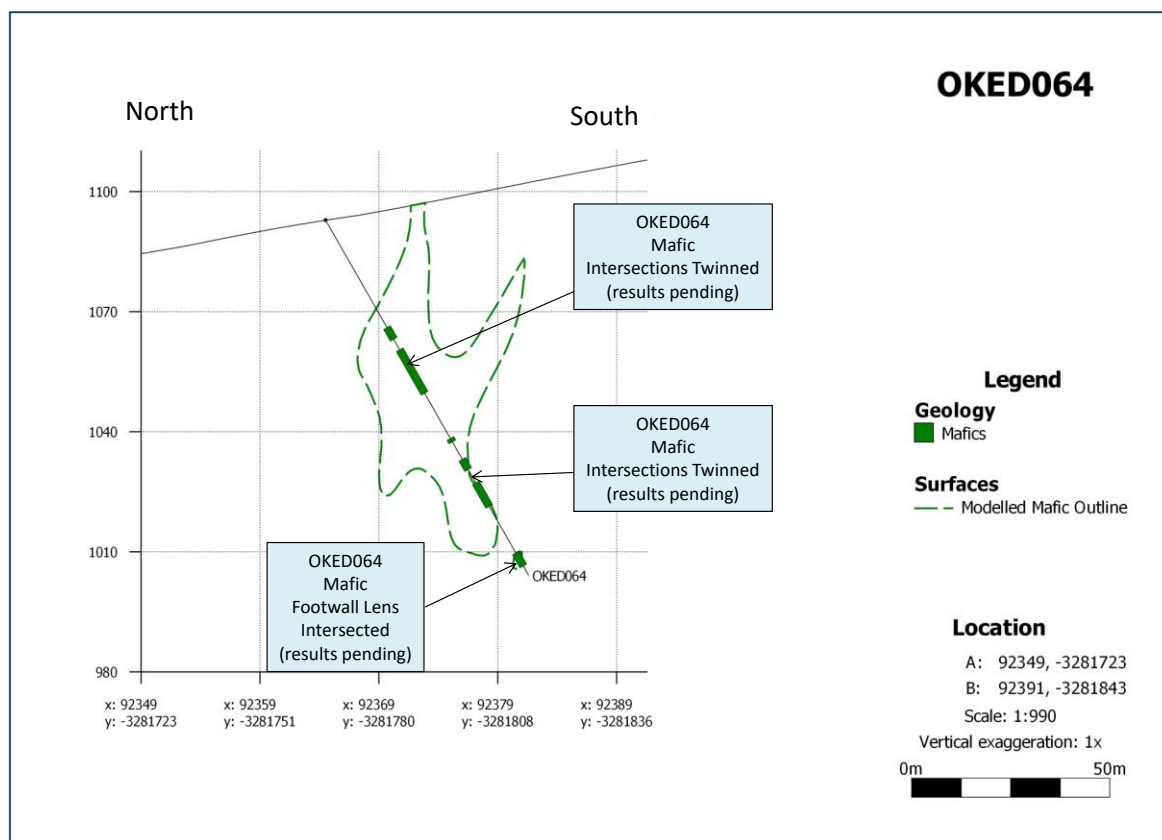 OKED064
North
South
1100
1070
1040
1010
980
OKED064
Mafic
Intersections Twinned
(results pending)
OKED064
Mafic
Intersections Twinned
(results pending)
OKED064
Mafic
Footwall Lens
Intersected
(results pending)
OKED064
x: 92349
y: -3281723
x: 92359
y: -3281751
x: 92369
y: -3281780
x: 92379
y: -3281808
x: 92389
y: -3281836
Legend
Geology
Mafics
Surfaces
Modelled Mafic Outline
Location
A: 92349, -3281723
B: 92391, -3281843
Scale: 1:990
Vertical exaggeration: 1x
0m 50m